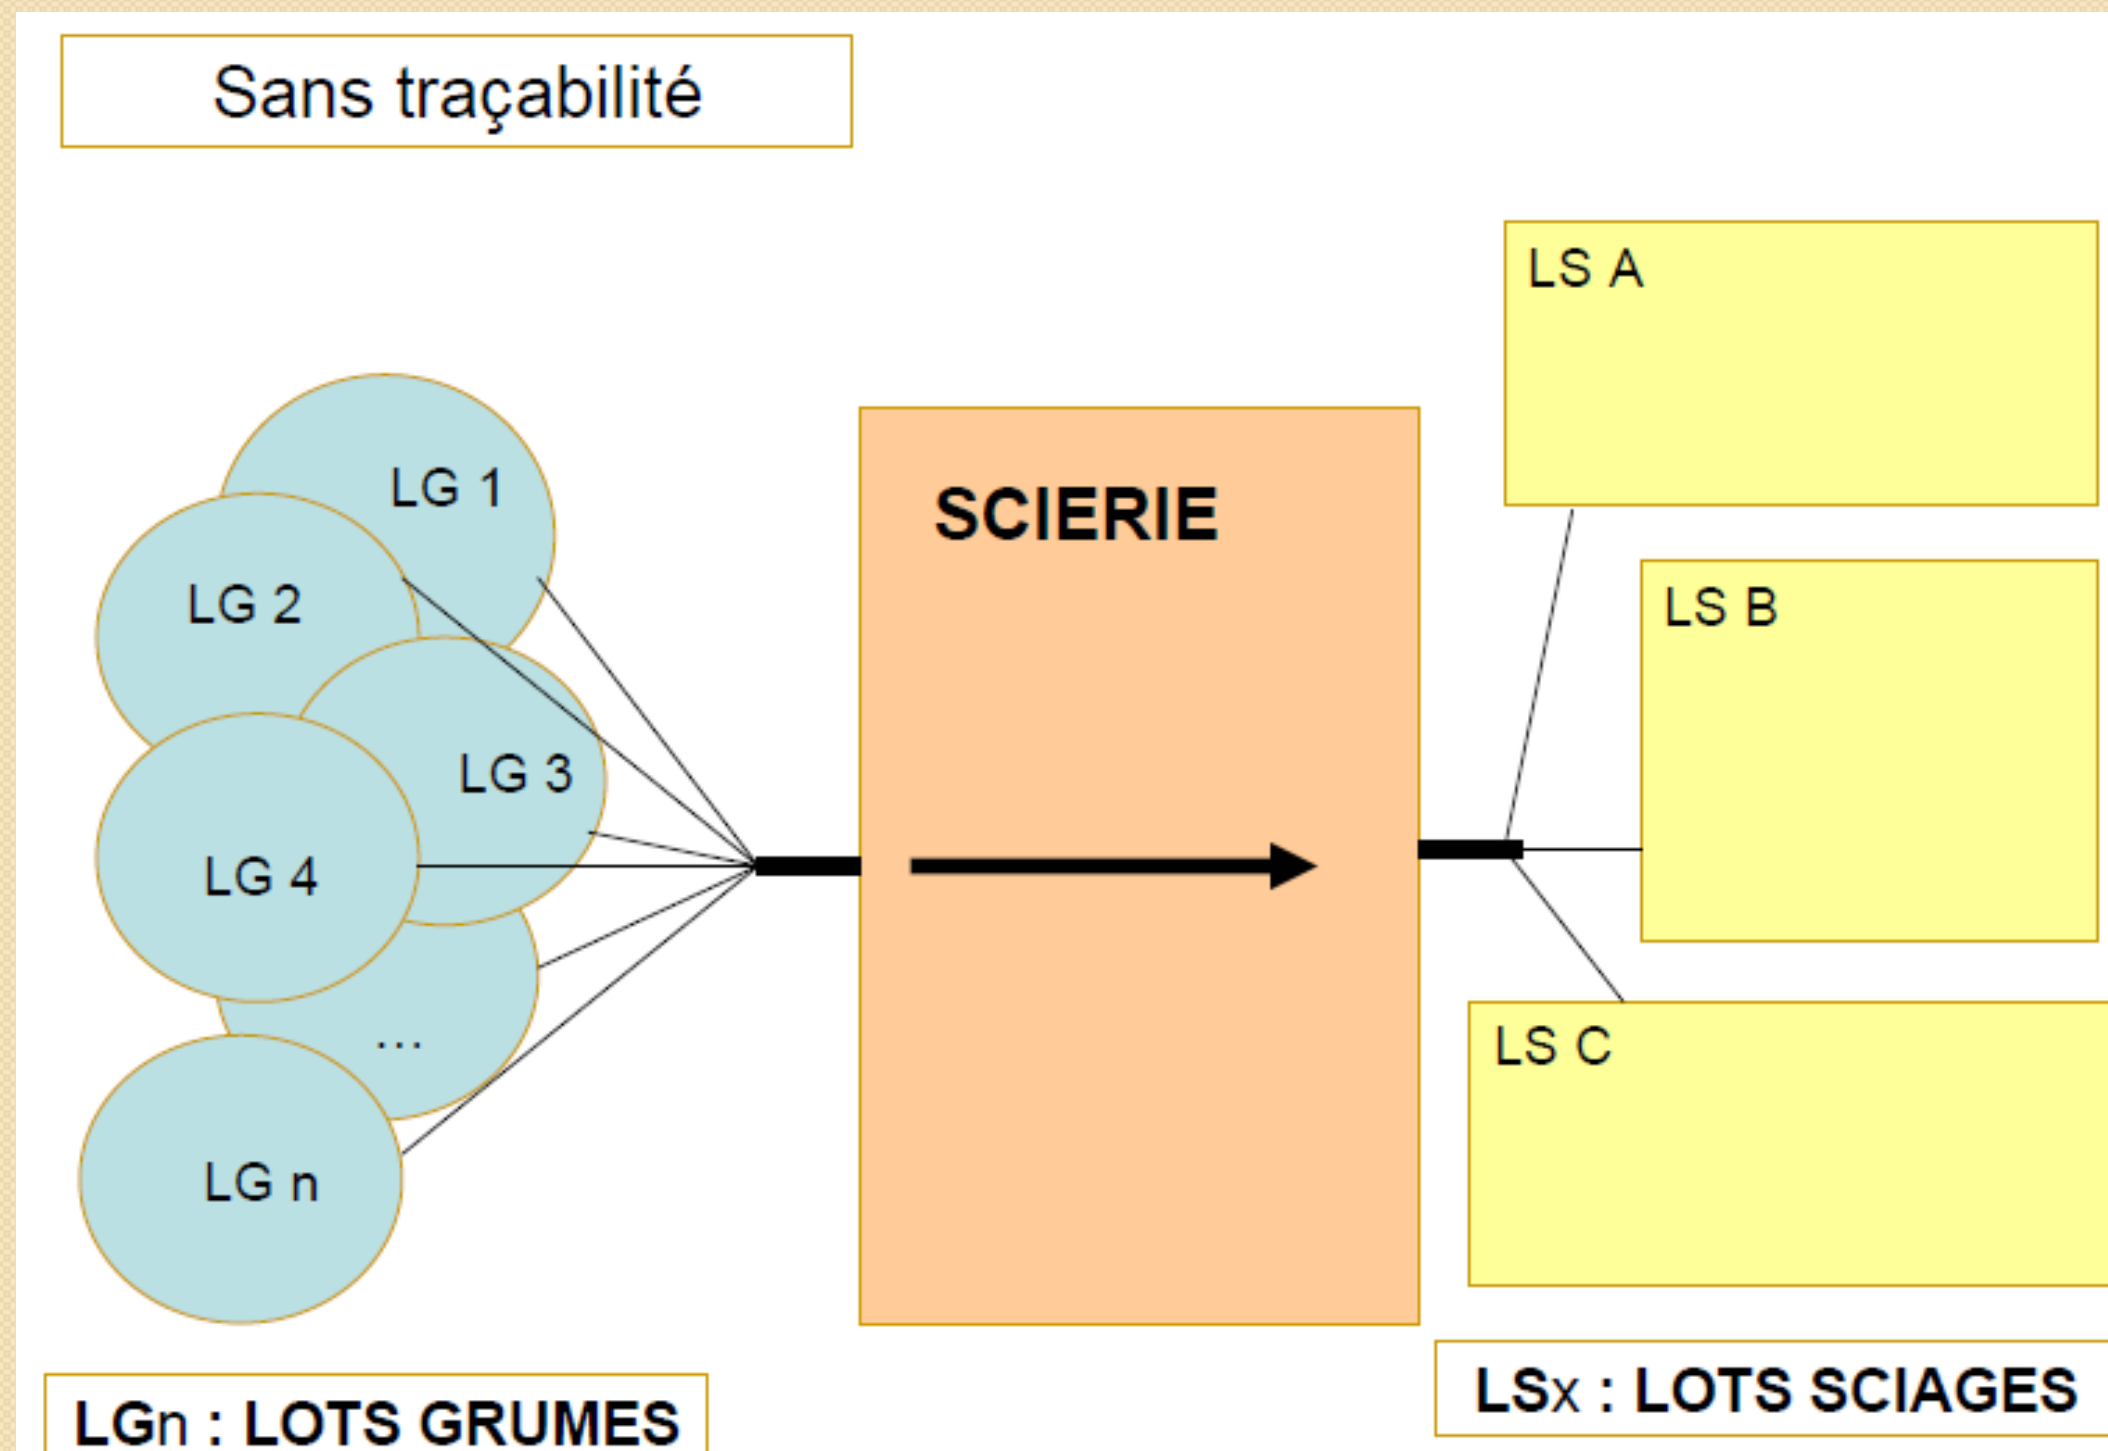 Sans traçabilité
LG 1
LG 2
LG 3
LG 4
...
LG n
SCIERIE
LS A
LS B
LS C
LGn : LOTS GRUMES
LSx : LOTS SCIAGES